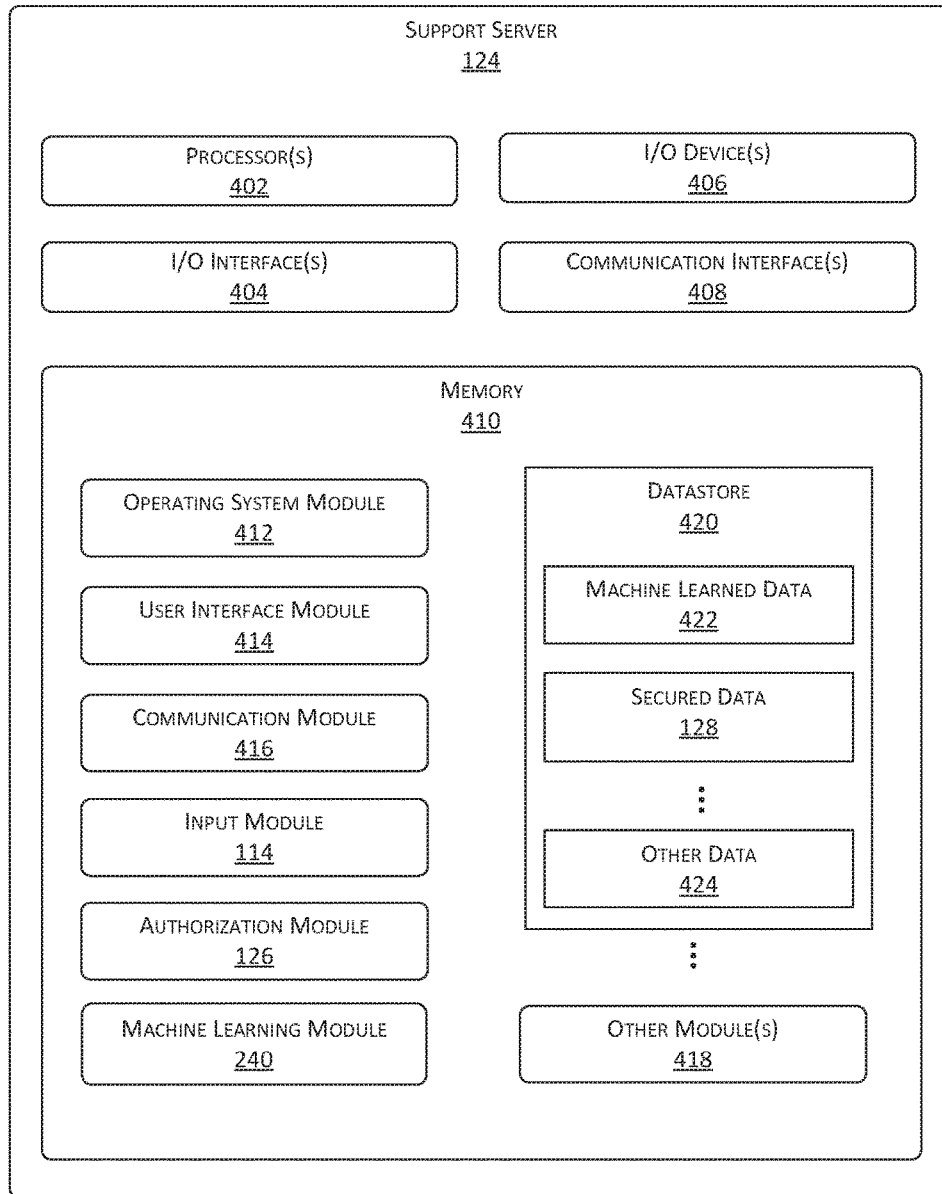 SUPPORT SERVER
124
PROCESSOR(S)
402
I/O DEVICE(S)
406
I/O INTERFACE(S)
404
COMMUNICATION INTERFACE(S)
408
MEMORY
410
OPERATING SYSTEM MODULE
412
USER INTERFACE MODULE
414
COMMUNICATION MODULE
416
INPUT MODULE
114
AUTHORIZATION MODULE
126
MACHINE LEARNING MODULE
240
DATASTORE
420
MACHINE LEARNED DATA
422
SECURED DATA
128
OTHER DATA
424
OTHER MODULE(S)
418